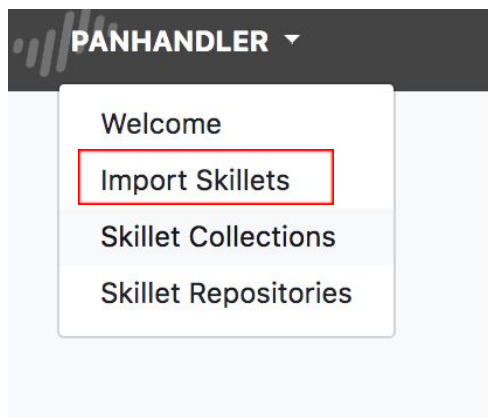 PANHANDLER
Welcome
Import Skillets
Skillet Collections
Skillet Repositories